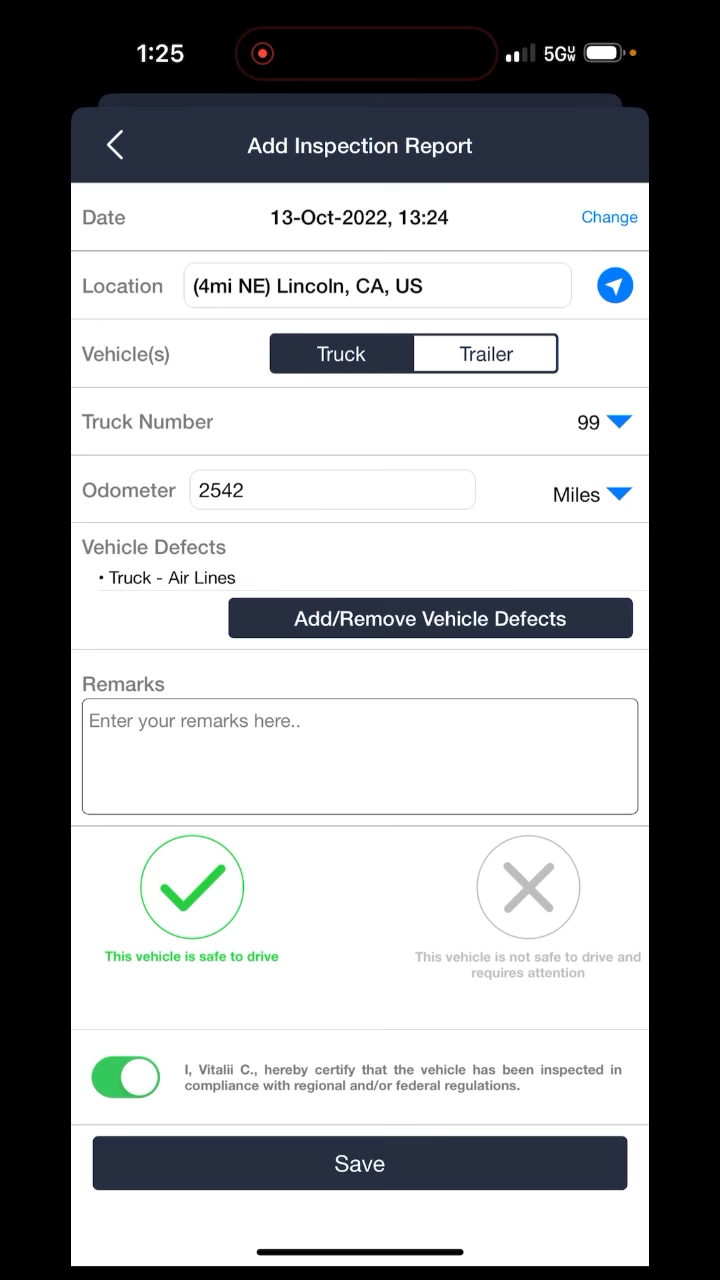 1:25
5GUW
Add Inspection Report
Date 13-Oct-2022, 13:24 Change
Location (4mi NE) Lincoln, CA, US
Vehicle(s) Truck Trailer
Truck Number 99
Odometer 2542 Miles
Vehicle Defects
• Truck - Air Lines
Add/Remove Vehicle Defects
Remarks
Enter your remarks here..
This vehicle is safe to drive
This vehicle is not safe to drive and
requires attention
I, Vitalii C., hereby certify that the vehicle has been inspected in
compliance with regional and/or federal regulations.
Save